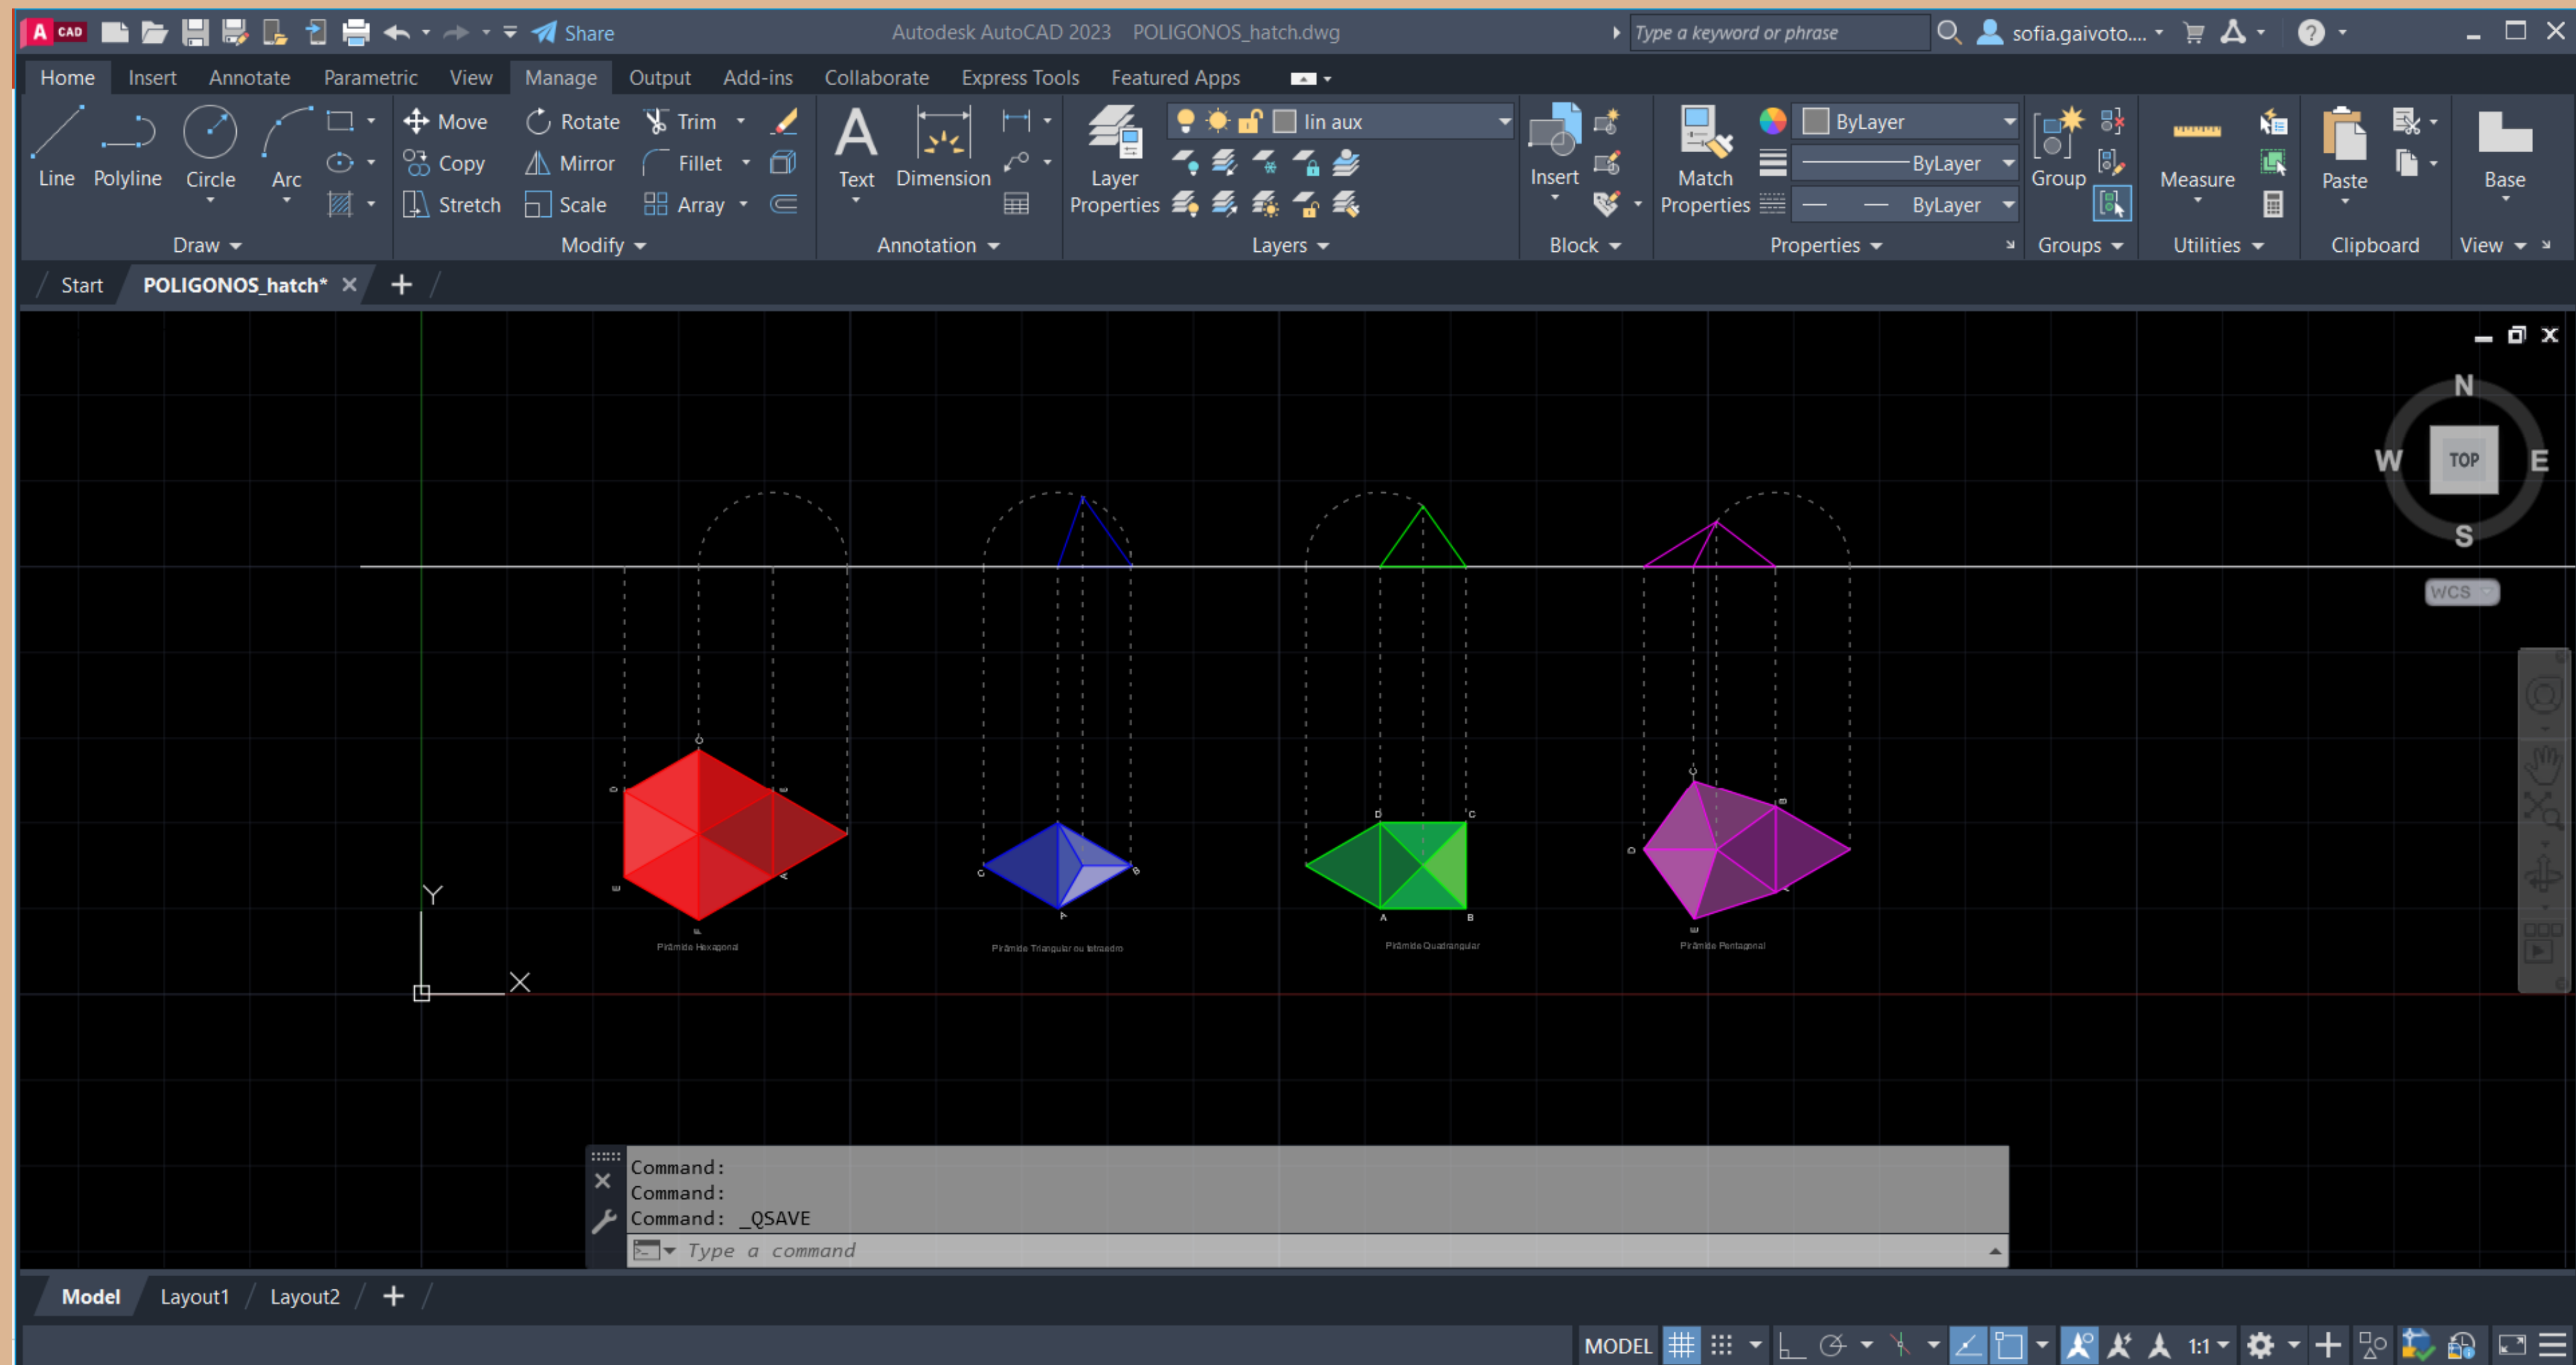 A CAD Share Autodesk AutoCAD 2023 POLIGONOS_hatch.dwg Type a keyword or phrase sofia.gaivoto.... ?
Home Insert Annotate Parametric View Manage Output Add-ins Collaborate Express Tools Featured Apps
Line Polyline Circle Arc
Move Rotate Trim
Copy Mirror Fillet
Stretch Scale Array
A
Text Dimension
Layer Properties
lin aux
Insert
Match Properties
ByLayer
ByLayer
ByLayer
Group
Measure
Paste
Base
Draw Modify Annotation Layers Block Properties Groups Utilities Clipboard View
Start POLIGONOS_hatch* +
N
W TOP E
S
WCS
C
D
E
F
A
C
B
A
D C
A B
C
B
D
E
Y
X
Pirâmide Hexagonal
Pirâmide Triangular ou tetraedro
Pirâmide Quadrangular
Pirâmide Pentagonal
Command:
Command:
Command: _QSAVE
Type a command
Model Layout1 Layout2 +
MODEL 1:1